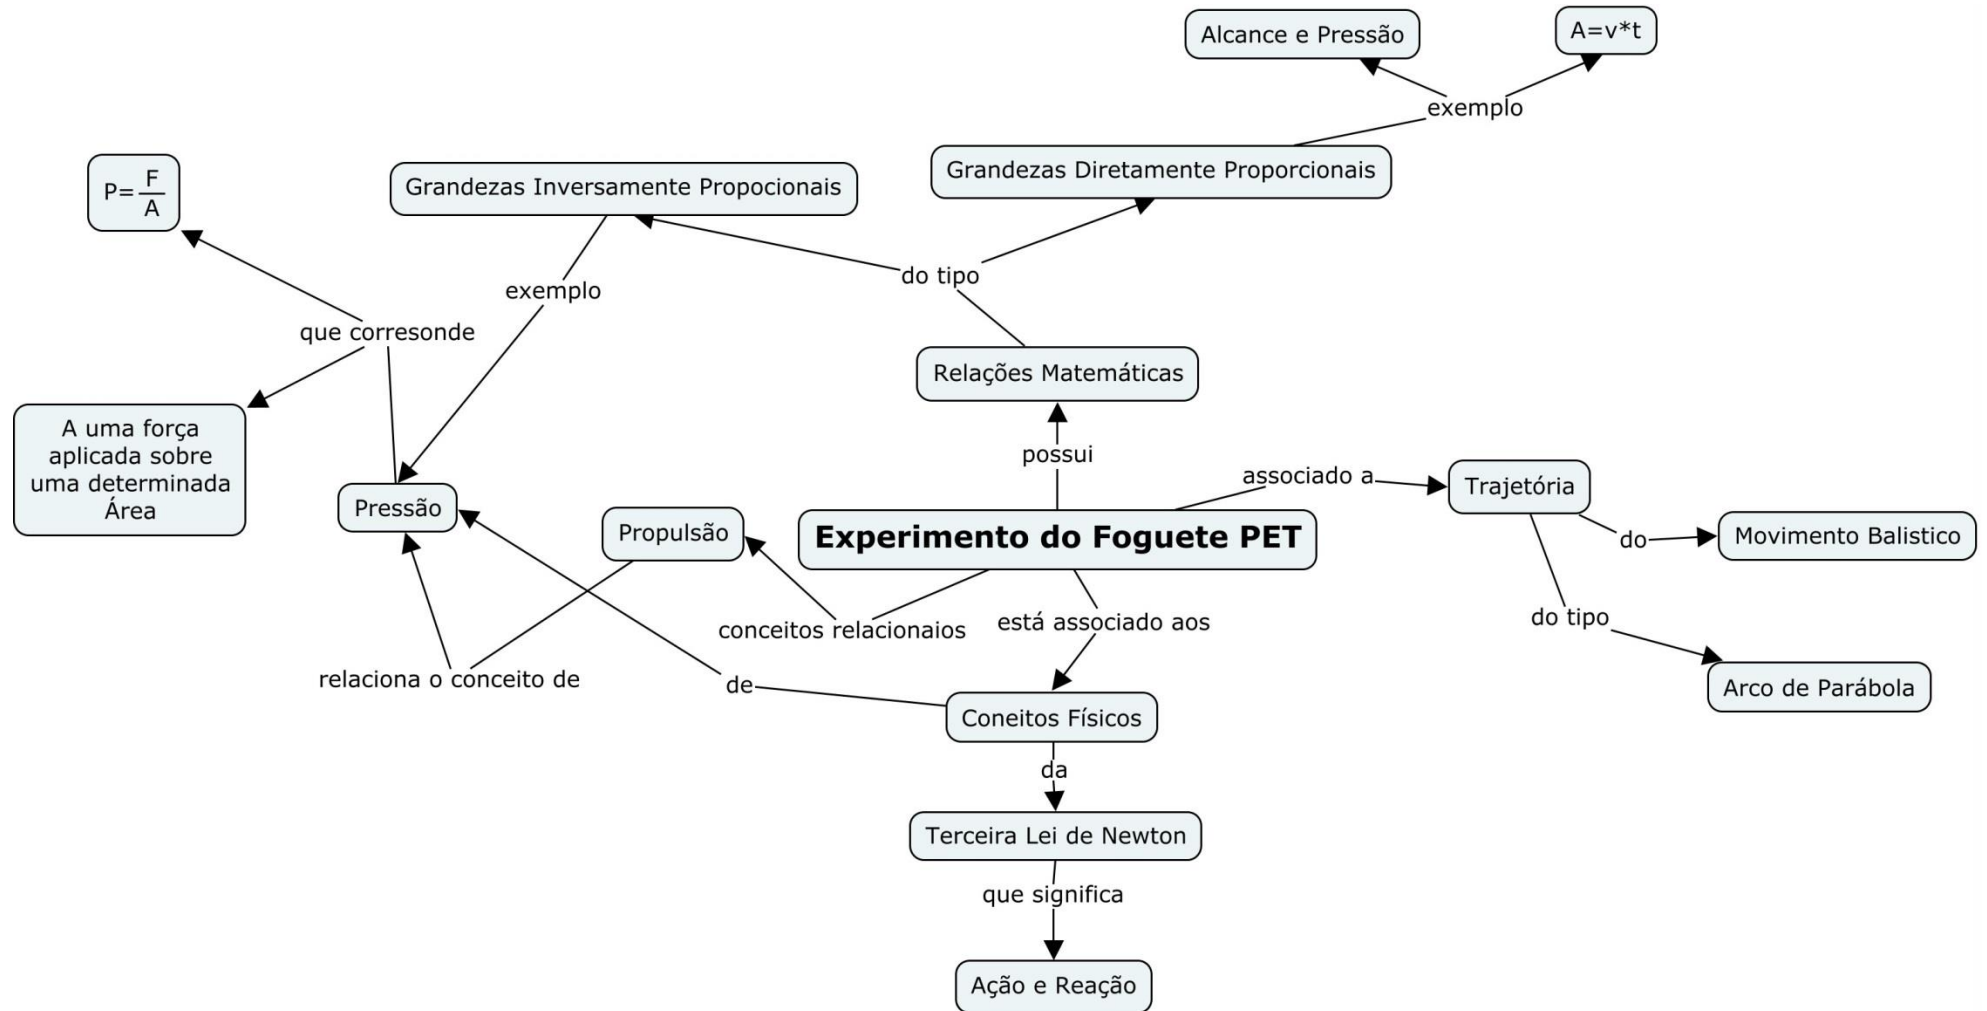 Alcance e Pressão
A=v*t
exemplo
Grandezas Diretamente Proporcionais
Grandezas Inversamente Propocionais
P=F/A
do tipo
exemplo
que corresonde
Relações Matemáticas
A uma força
aplicada sobre
uma determinada
Área
possui
associado a
Trajetória
Pressão
Propulsão
Experimento do Foguete PET
do
Movimento Balistico
do tipo
conceitos relacionaios
está associado aos
relaciona o conceito de
de
Arco de Parábola
Coneitos Físicos
da
Terceira Lei de Newton
que significa
Ação e Reação